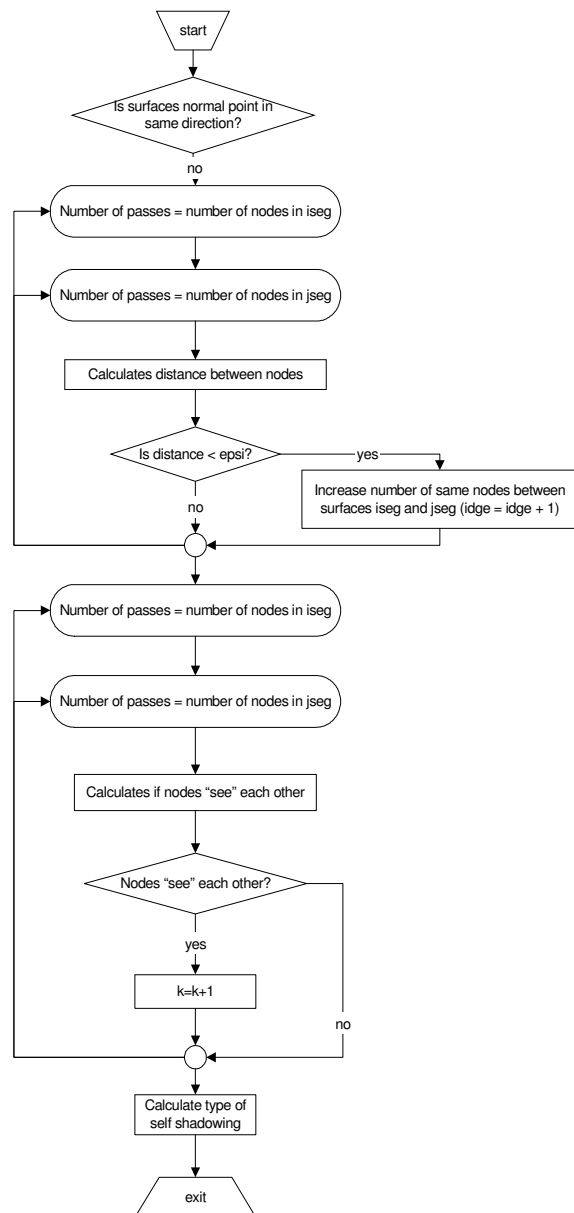 start
Is surfaces normal point in
same direction?
no
Number of passes = number of nodes in iseg
Number of passes = number of nodes in jseg
Calculates distance between nodes
Is distance < epsi?
yes
Increase number of same nodes between
surfaces iseg and jseg (idge = idge + 1)
no
Number of passes = number of nodes in iseg
Number of passes = number of nodes in jseg
Calculates if nodes “see” each other
Nodes “see” each other?
yes
k=k+1
no
Calculate type of
self shadowing
exit